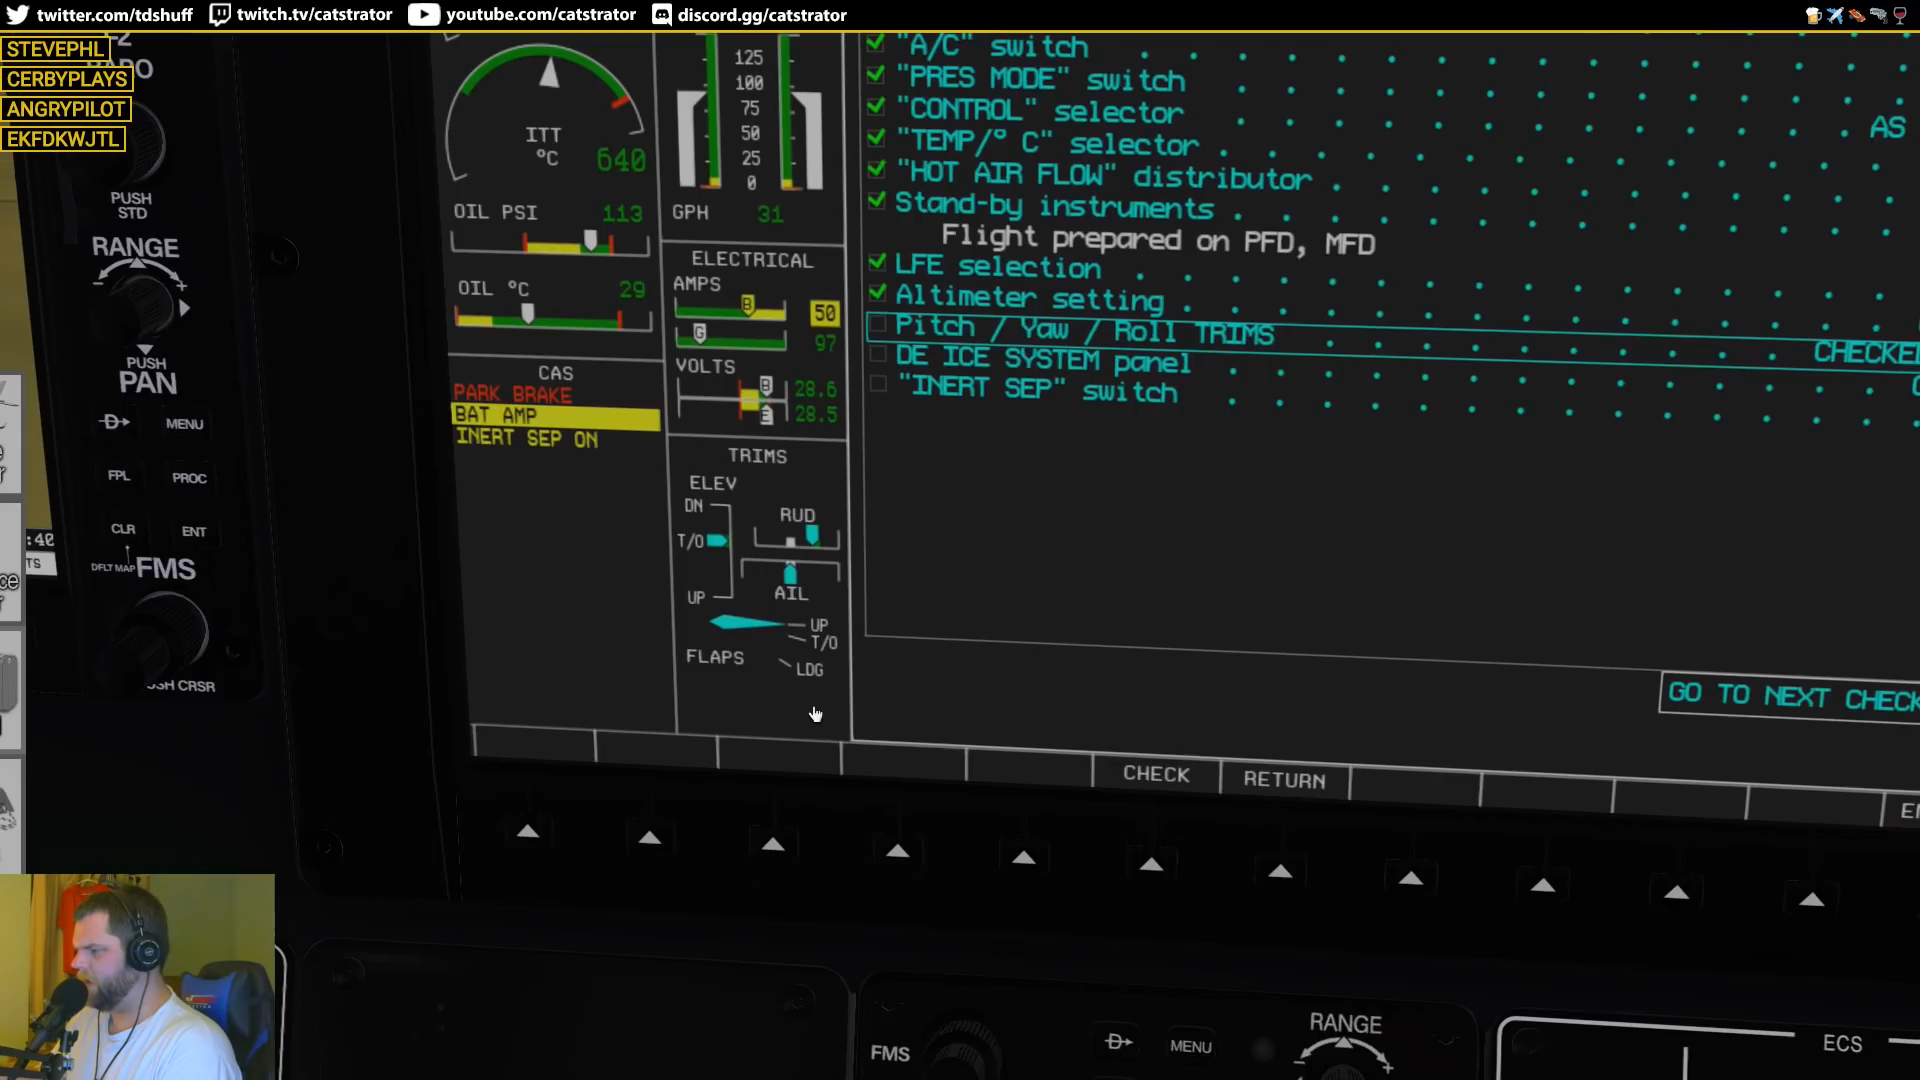 twitter.com/tdshuff
twitch.tv/catstrator
youtube.com/catstrator
discord.gg/catstrator
STEVEPHL
CERBYPLAYS
ANGRYPILOT
EKFDKWJTL
PUSH
STD
RANGE
PUSH
PAN
MENU
FPL
PROC
CLR
ENT
DFLT MAP
FMS
CRSR
:40
ITT
°C
640
OIL PSI
113
OIL °C
29
CAS
PARK BRAKE
BAT AMP
INERT SEP ON
125
100
75
50
25
0
GPH
31
ELECTRICAL
AMPS
B
50
G
97
VOLTS
B
28.6
E
28.5
TRIMS
ELEV
DN
RUD
T/O
AIL
UP
UP
T/O
FLAPS
LDG
"A/C" switch
"PRES MODE" switch
"CONTROL" selector
AS
"TEMP/° C" selector
"HOT AIR FLOW" distributor
Stand-by instruments
Flight prepared on PFD, MFD
LFE selection
Altimeter setting
Pitch / Yaw / Roll TRIMS
CHECKED
DE ICE SYSTEM panel
"INERT SEP" switch
GO TO NEXT CHECK
CHECK
RETURN
FMS
D
MENU
RANGE
ECS